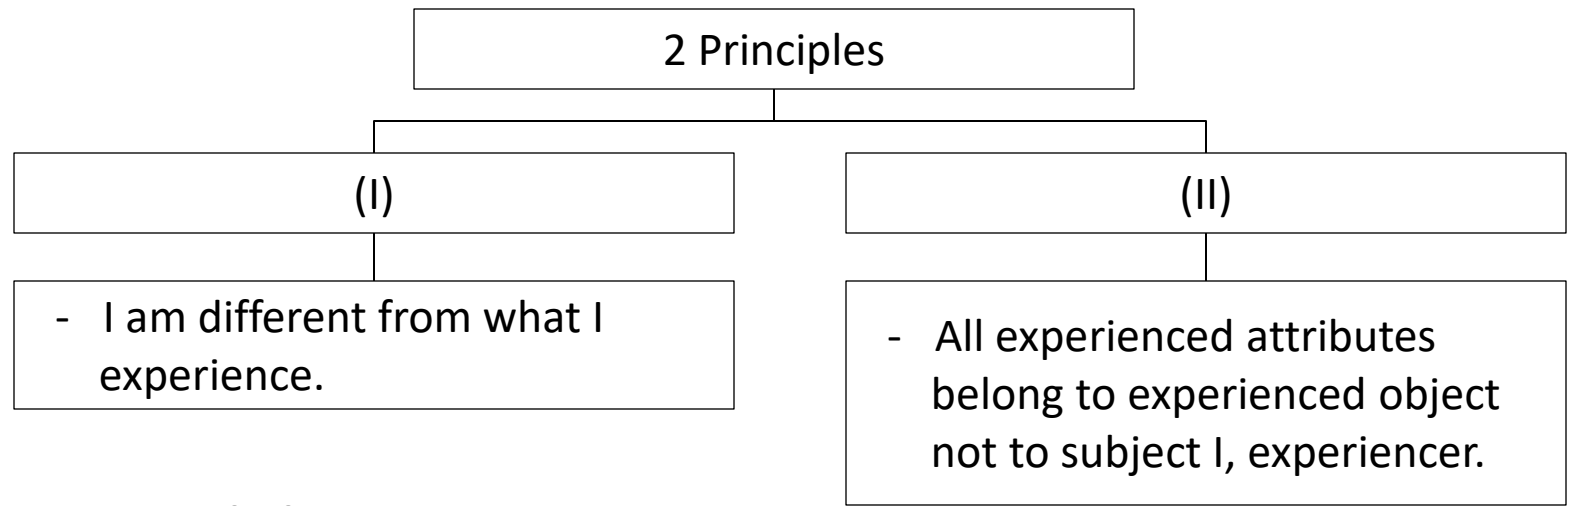 2 Principles
(I)
(II)
- I am different from what I
experience.
- All experienced attributes
belong to experienced object
not to subject I, experiencer.